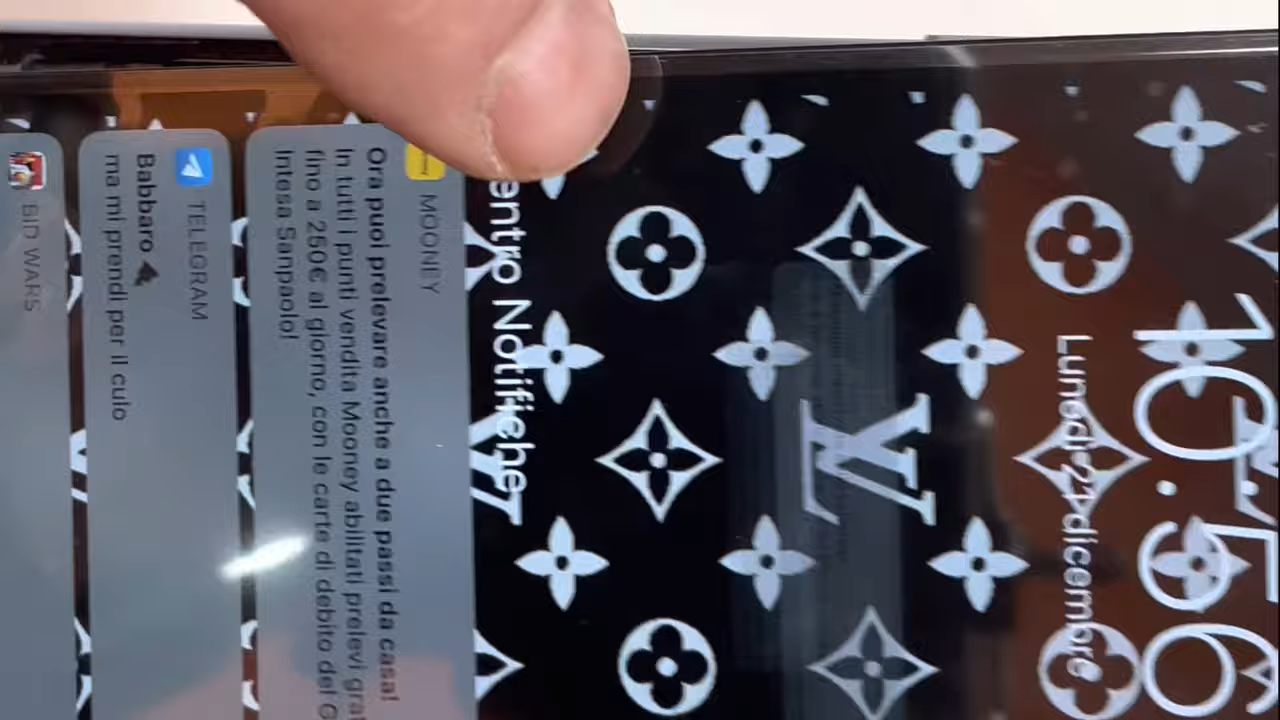 10.56
Lunedì 21 dicembre
LV
entro Notifiche
MOONEY
Ora puoi prelevare anche a due passi da casa!
In tutti i punti vendita Mooney abilitati prelevi grat
fino a 250€ al giorno, con le carte di debito del G
Intesa Sanpaolo!
TELEGRAM
Babbaro
ma mi prendi per il culo
BID WARS